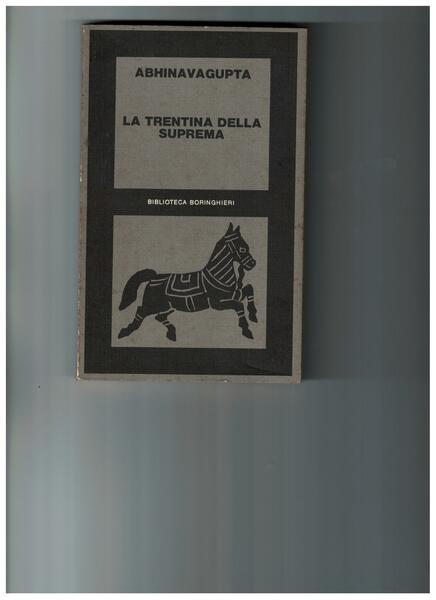 ABHINAVAGUPTA
LA TRENTINA DELLA
SUPREMA
BIBLIOTECA BORINGHIERI